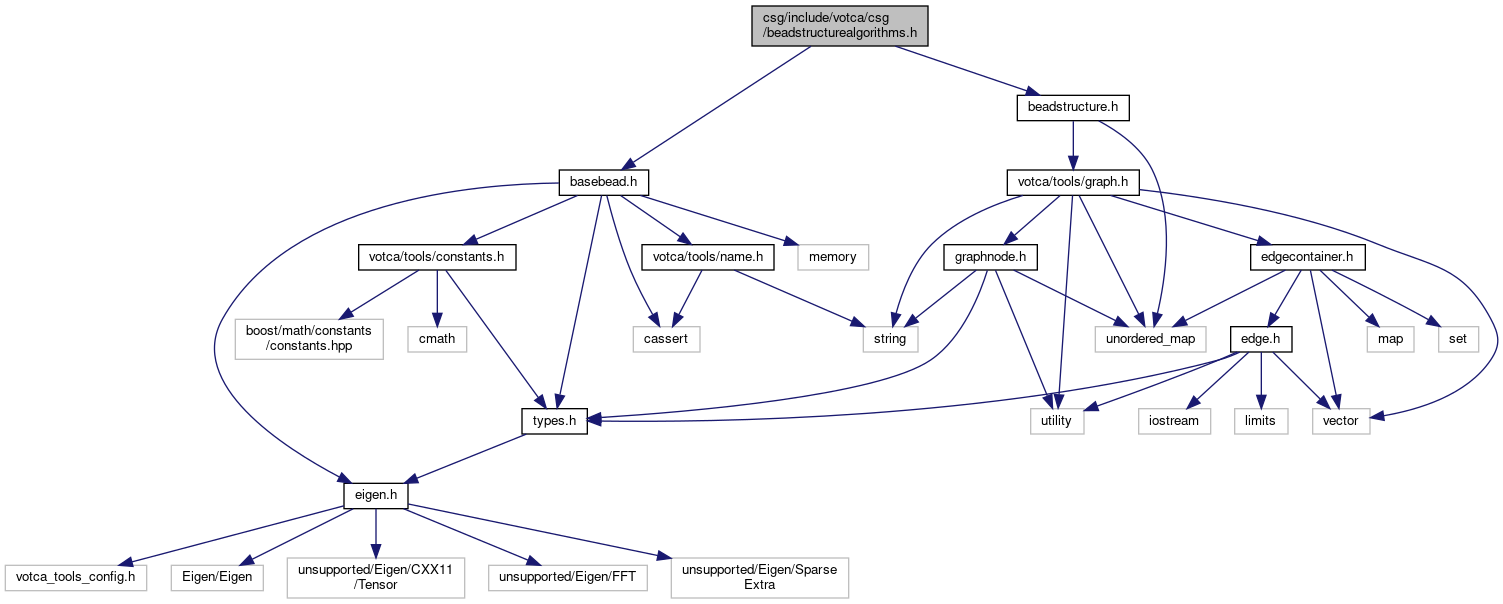 csg/include/votca/csg
/beadstructurealgorithms.h
beadstructure.h
basebead.h
votca/tools/graph.h
votca/tools/constants.h
votca/tools/name.h
memory
graphnode.h
edgecontainer.h
boost/math/constants
/constants.hpp
cmath
cassert
string
unordered_map
edge.h
map
set
types.h
utility
iostream
limits
vector
eigen.h
votca_tools_config.h
Eigen/Eigen
unsupported/Eigen/CXX11
/Tensor
unsupported/Eigen/FFT
unsupported/Eigen/Sparse
Extra